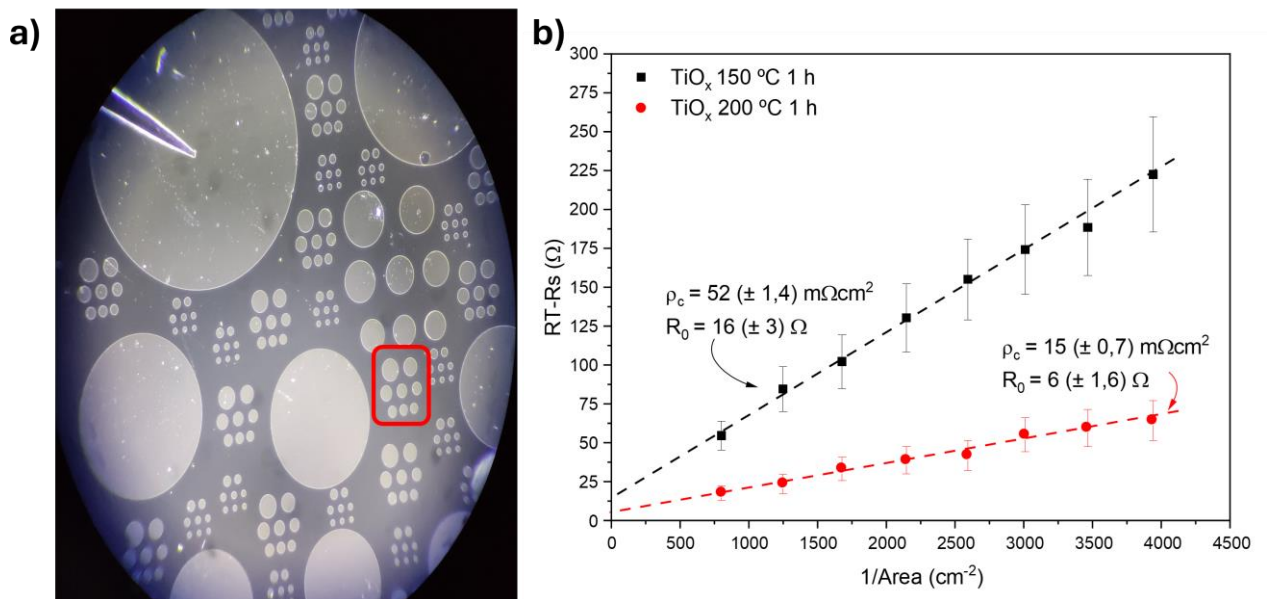 a)
b)
300
275
250
225
200
175
150
125
100
75
50
25
0
RT-Rs (Ω)
TiOₓ 150 ºC 1 h
TiOₓ 200 ºC 1 h
ρc = 52 (± 1,4) mΩcm²
R₀ = 16 (± 3) Ω
ρc = 15 (± 0,7) mΩcm²
R₀ = 6 (± 1,6) Ω
0 500 1000 1500 2000 2500 3000 3500 4000 4500
1/Area (cm⁻²)